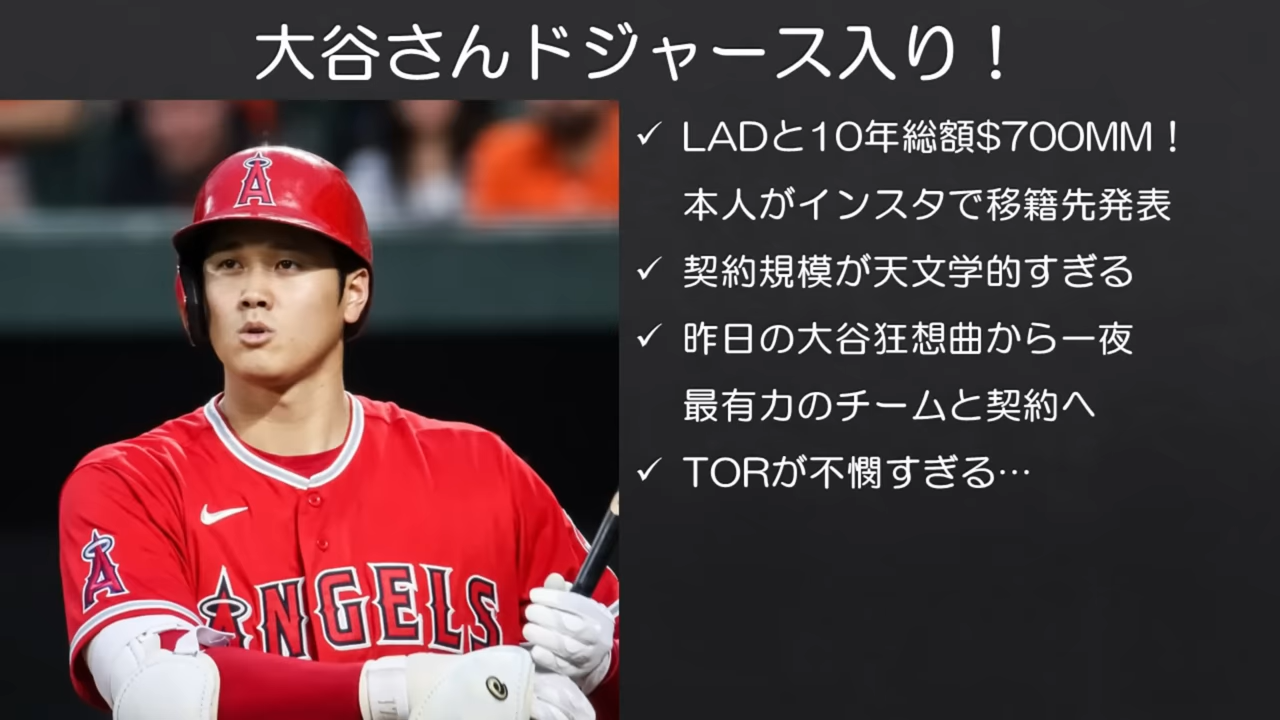 大谷さんドジャース入り！
✓ LADと10年総額$700MM！
本人がインスタで移籍先発表
✓ 契約規模が天文学的すぎる
✓ 昨日の大谷狂想曲から一夜
最有力のチームと契約へ
✓ TORが不憫すぎる…
A
A
ANGELS